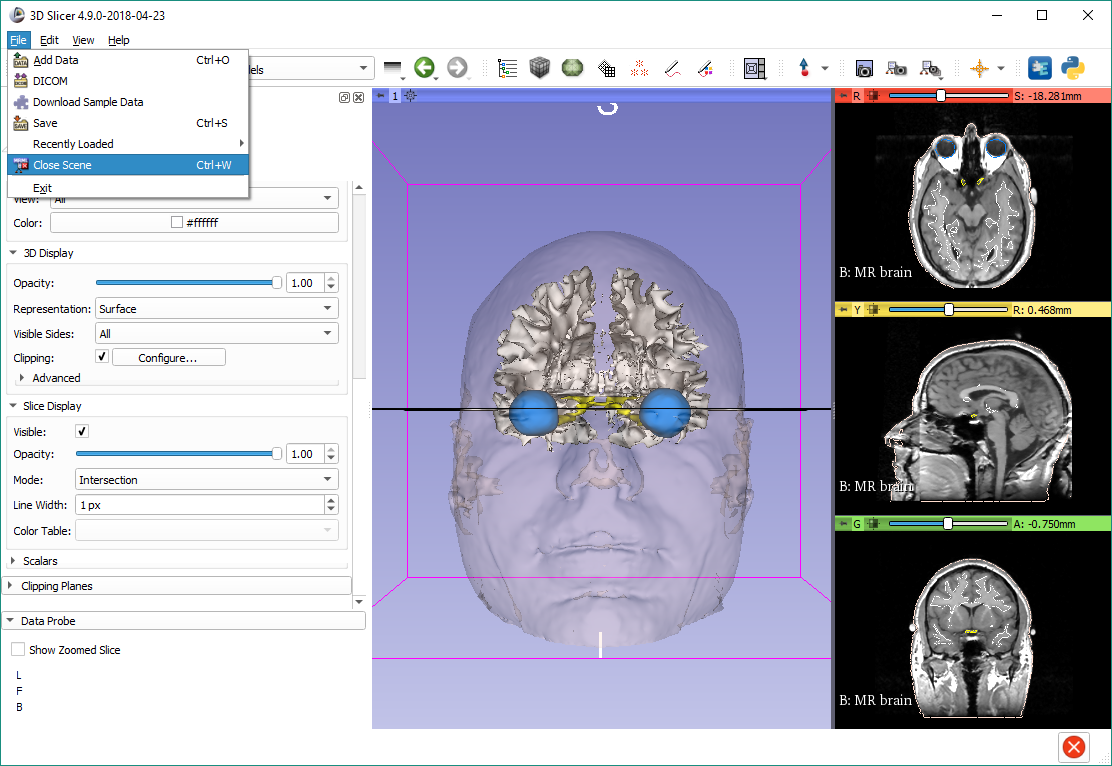 3D Slicer 4.9.0-2018-04-23
File Edit View Help
Add Data Ctrl+O
DICOM
Download Sample Data
Save Ctrl+S
Recently Loaded
Close Scene Ctrl+W
Exit
View: All
Color: #ffffff
3D Display
Opacity: 1.00
Representation: Surface
Visible Sides: All
Clipping: Configure...
Advanced
Slice Display
Visible:
Opacity: 1.00
Mode: Intersection
Line Width: 1 px
Color Table:
Scalars
Clipping Planes
Data Probe
Show Zoomed Slice
L
F
B
1
I
R S: -18.281mm
B: MR brain
Y R: 0.468mm
B: MR brain
G A: -0.750mm
B: MR brain